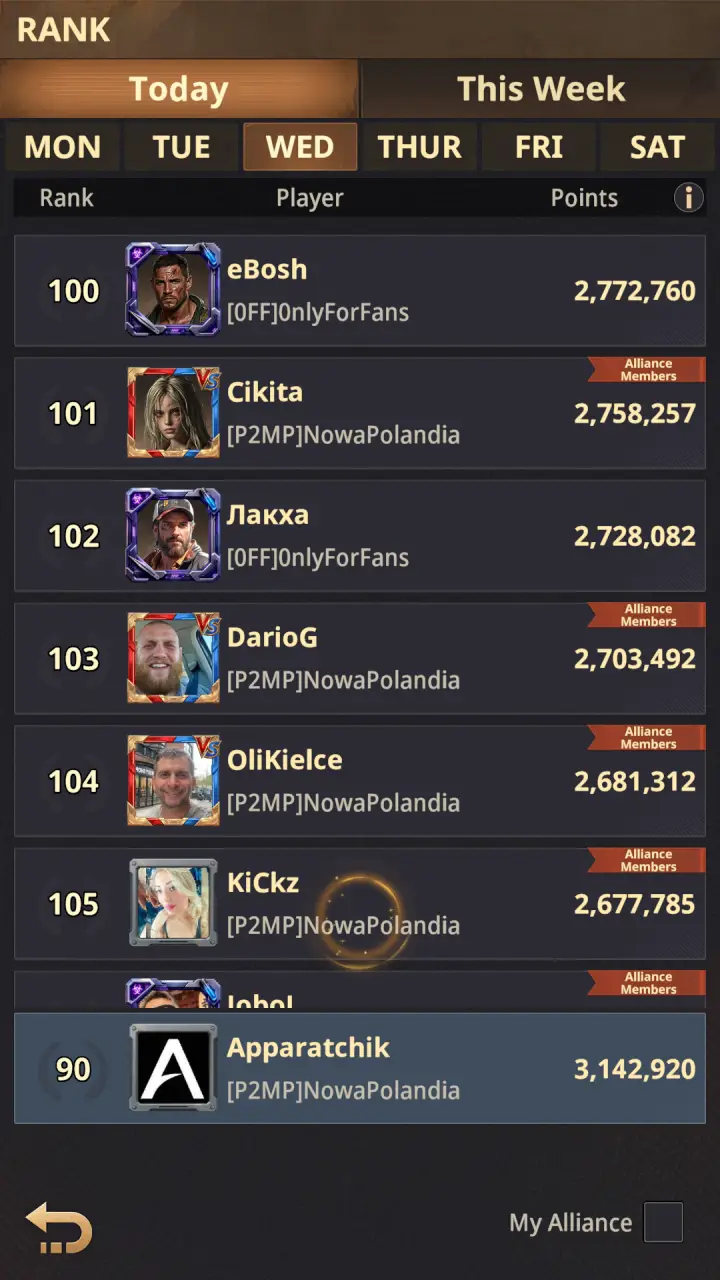 RANK
Today
This Week
MON
TUE
WED
THUR
FRI
SAT
Rank
Player
Points
100
eBosh
[0FF]0nlyForFans
2,772,760
101
VS
Cikita
[P2MP]NowaPolandia
Alliance
Members
2,758,257
102
Лакха
[0FF]0nlyForFans
2,728,082
103
VS
DarioG
[P2MP]NowaPolandia
Alliance
Members
2,703,492
104
VS
OliKielce
[P2MP]NowaPolandia
Alliance
Members
2,681,312
105
KiCkz
[P2MP]NowaPolandia
Alliance
Members
2,677,785
Alliance
Members
90
Apparatchik
[P2MP]NowaPolandia
3,142,920
My Alliance